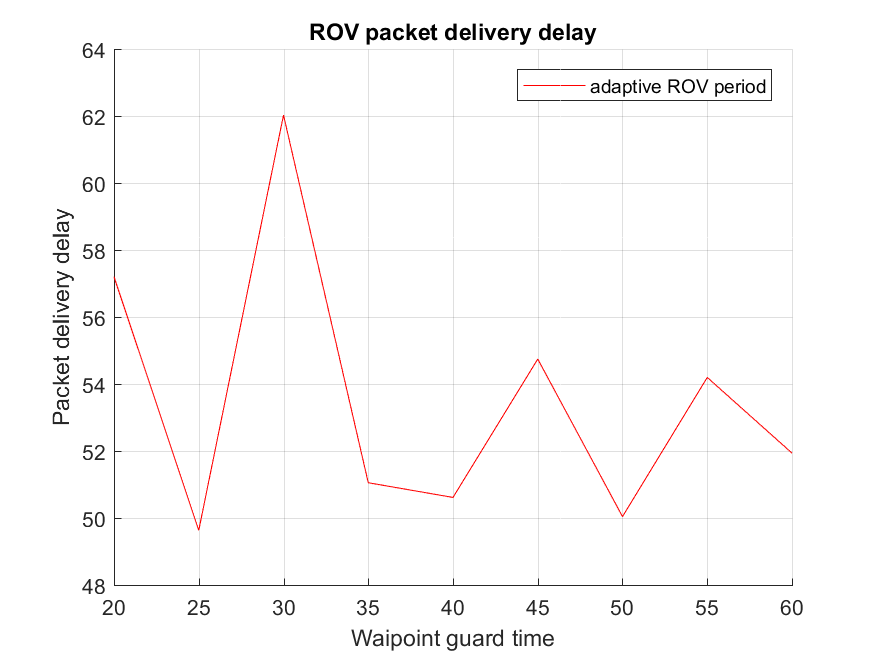 ROV packet delivery delay
adaptive ROV period
64
62
60
58
56
54
52
50
48
Packet delivery delay
20 25 30 35 40 45 50 55 60
Waipoint guard time